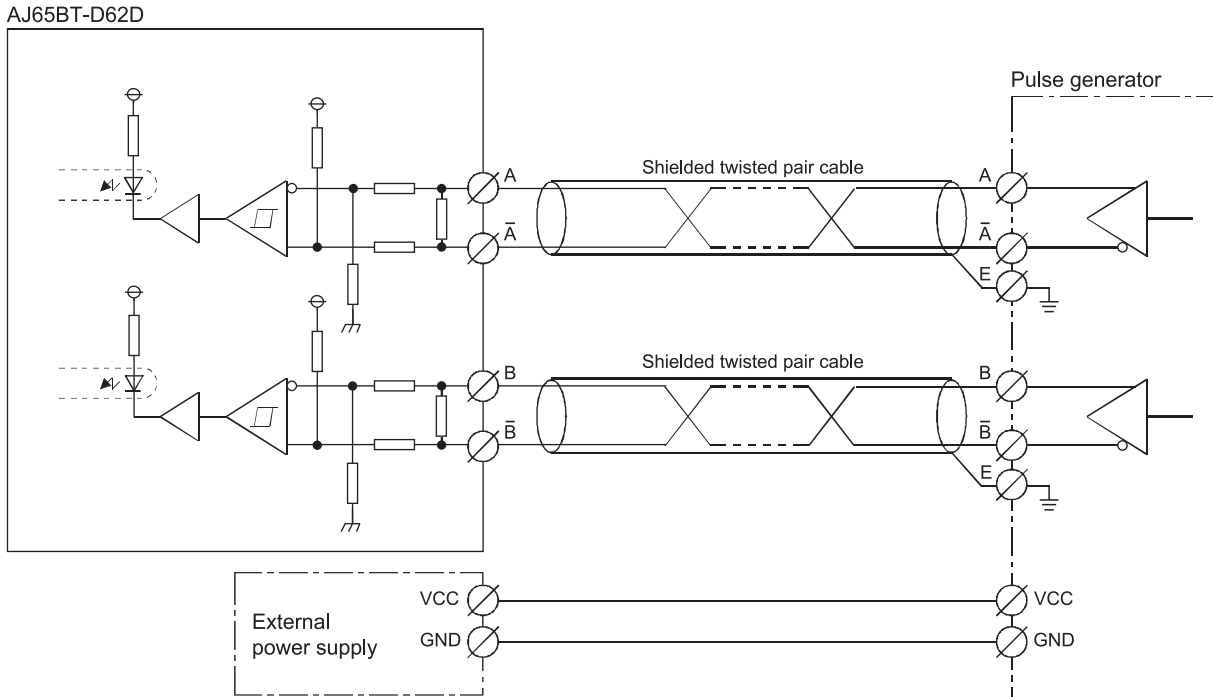 AJ65BT-D62D
Pulse generator
Shielded twisted pair cable
A
A
Ā
Ā
E
Shielded twisted pair cable
B
B
B̄
B̄
E
External
power supply
VCC
VCC
GND
GND